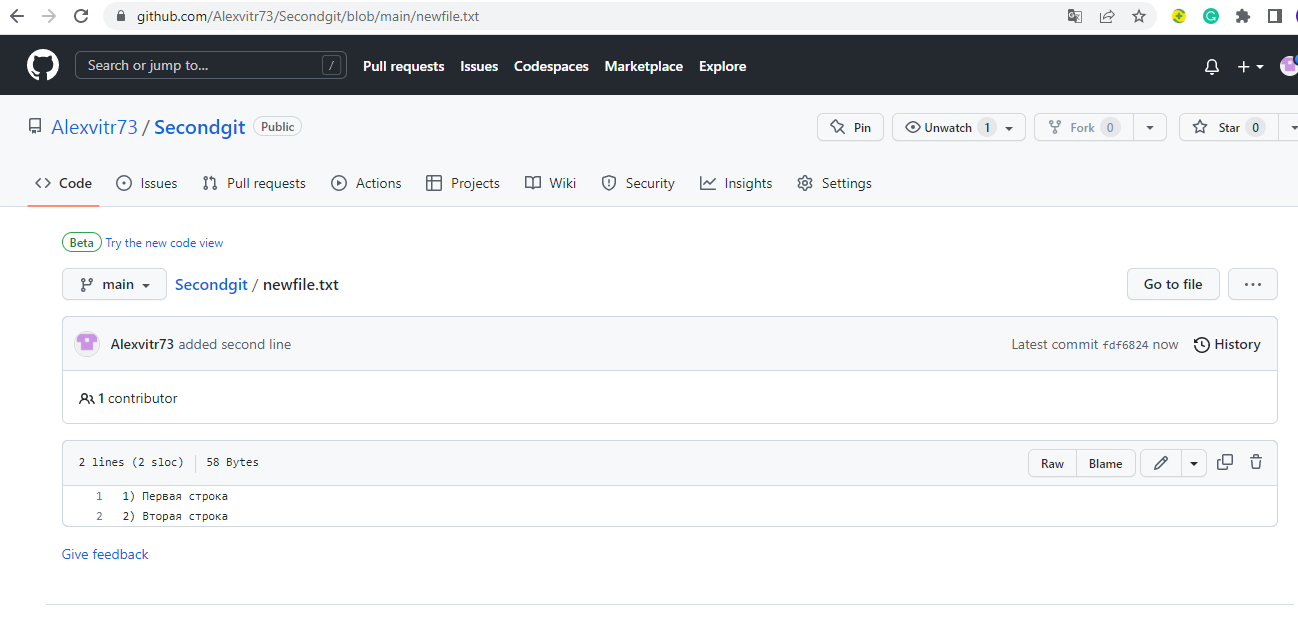 github.com/Alexvitr73/Secondgit/blob/main/newfile.txt
Search or jump to... / Pull requests Issues Codespaces Marketplace Explore
Alexvitr73 / Secondgit Public Pin Unwatch 1 Fork 0 Star 0
Code Issues Pull requests Actions Projects Wiki Security Insights Settings
Beta Try the new code view
main Secondgit / newfile.txt Go to file ...
Alexvitr73 added second line Latest commit fdf6824 now History
1 contributor
2 lines (2 sloc) 58 Bytes Raw Blame
1 1) Первая строка
2 2) Вторая строка
Give feedback